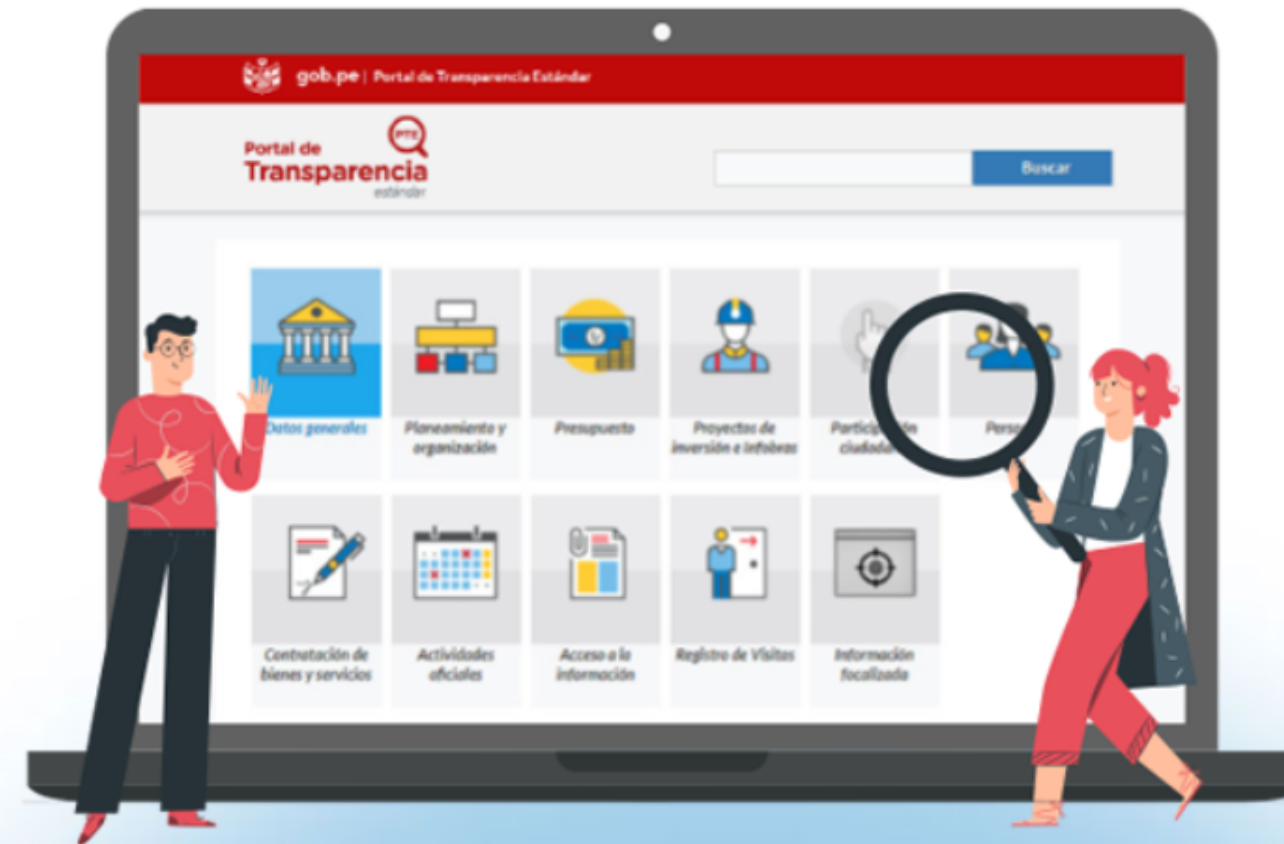 gob.pe | Portal de Transparencia Estándar
PTE
Portal de
Transparencia
estándar
Buscar
Datos generales
Planeamiento y
organización
Presupuesto
Proyectos de
inversión e Infobras
Contratación de
bienes y servicios
Actividades
oficiales
Acceso a la
información
Registro de Visitas
Información
focalizada